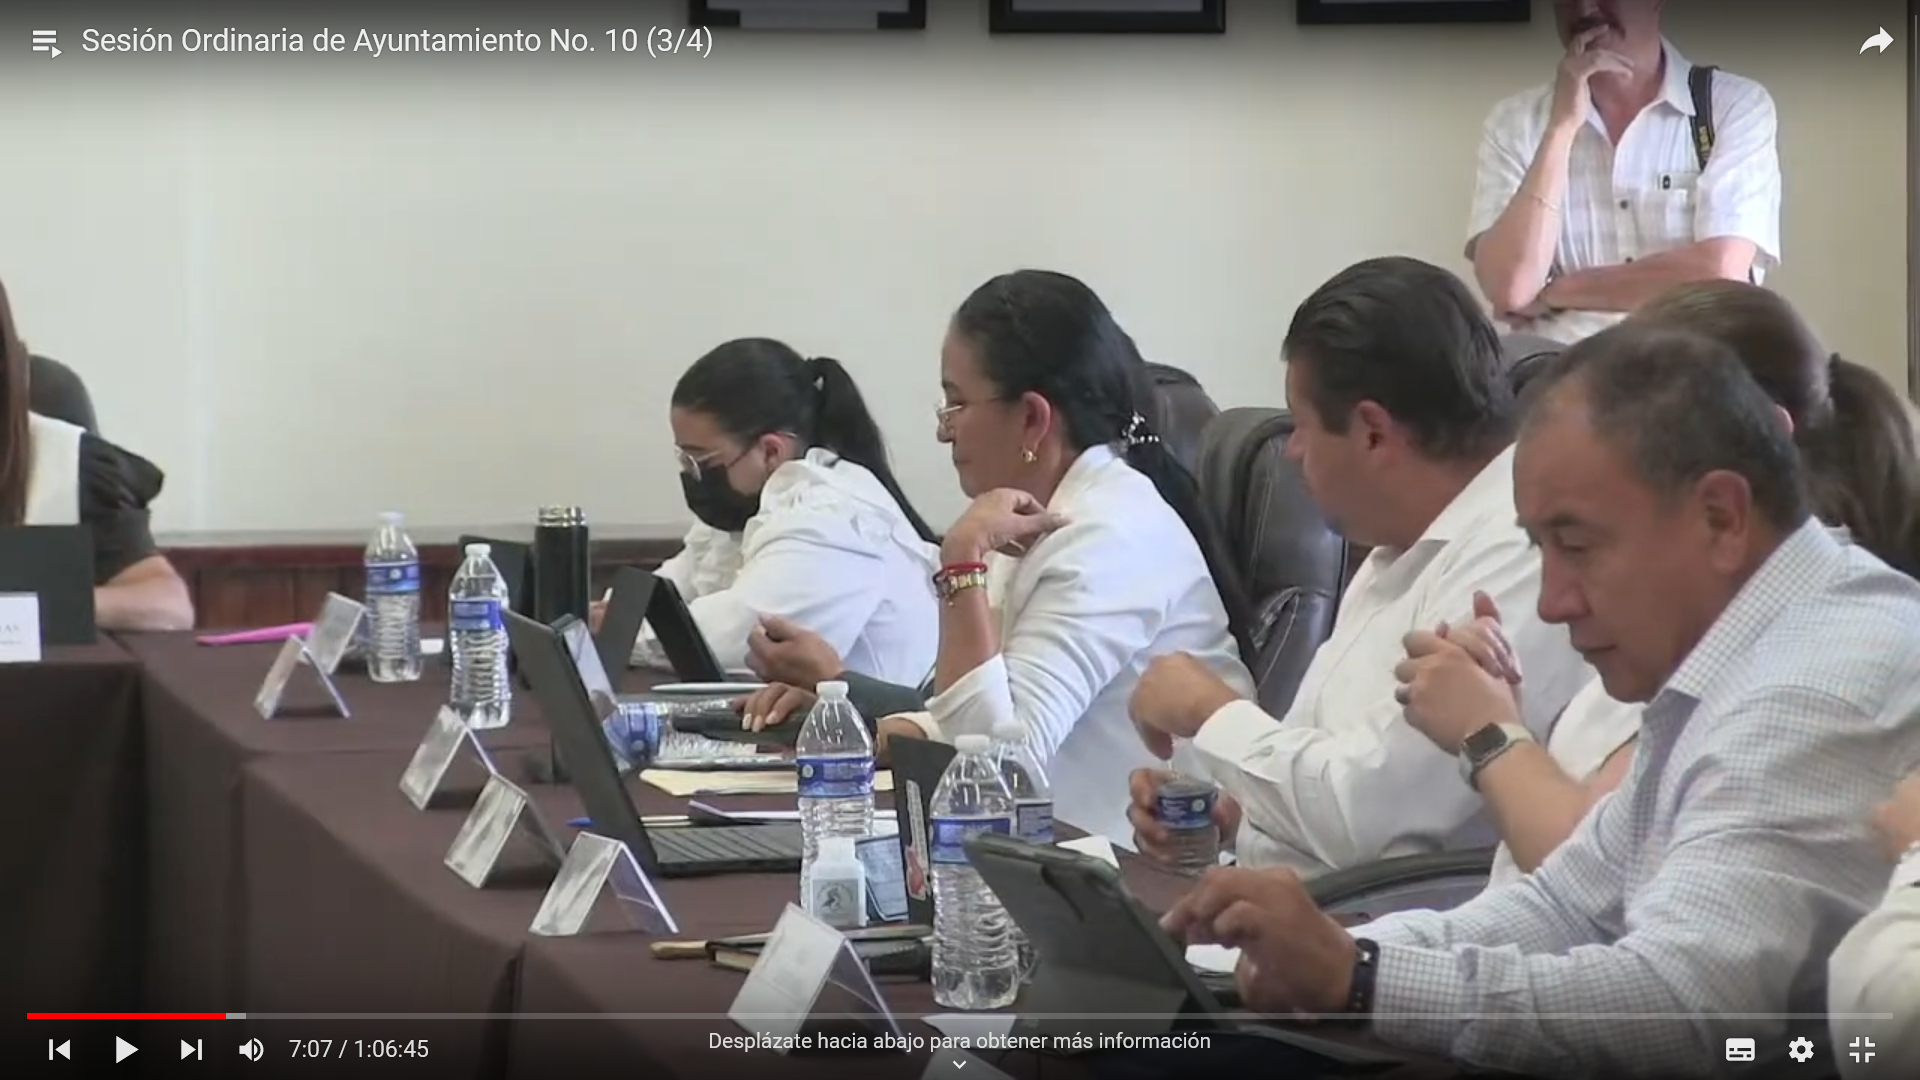 Sesión Ordinaria de Ayuntamiento No. 10 (3/4)
7:07 / 1:06:45
Desplázate hacia abajo para obtener más información